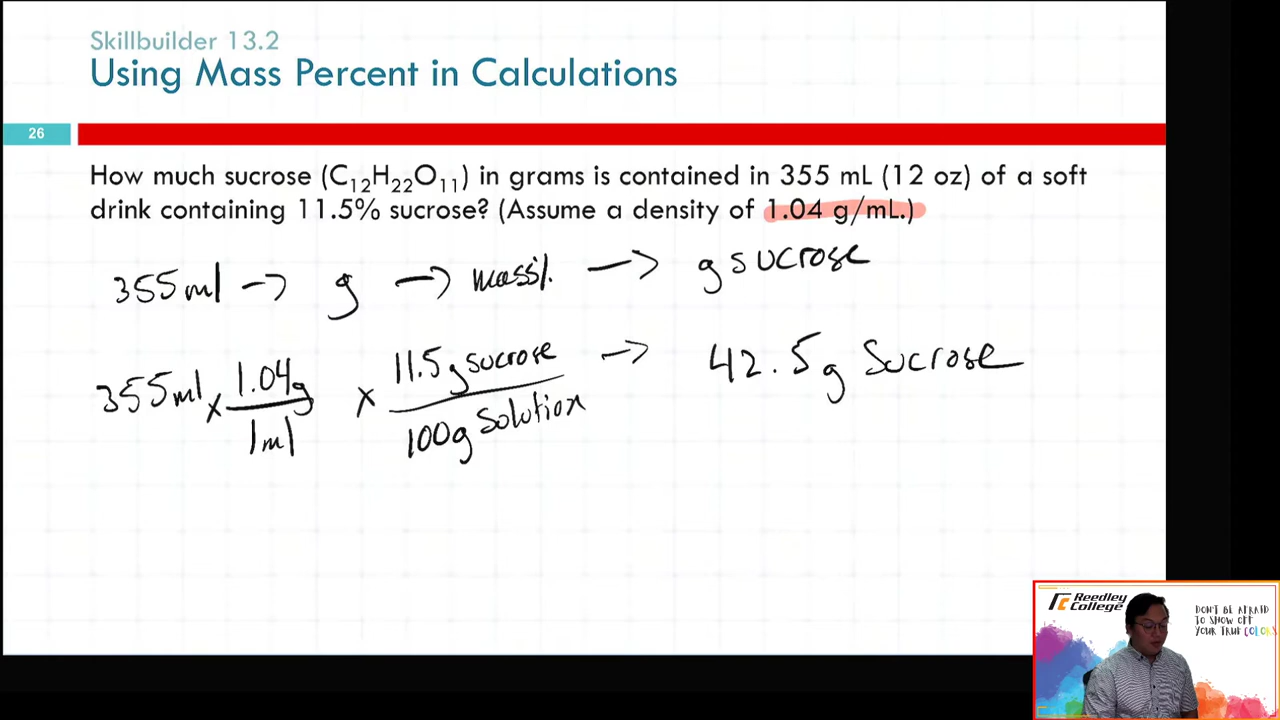 Skillbuilder 13.2
Using Mass Percent in Calculations
26
How much sucrose (C₁₂H₂₂O₁₁) in grams is contained in 355 mL (12 oz) of a soft
drink containing 11.5% sucrose? (Assume a density of 1.04 g/mL.)
355ml → g → mass% → g sucrose
355ml x 1.04g / 1ml x 11.5g sucrose / 100g Solution → 42.5g Sucrose
Reedley
College
DON'T BE AFRAID
TO SHOW OFF
YOUR TRUE COLORS